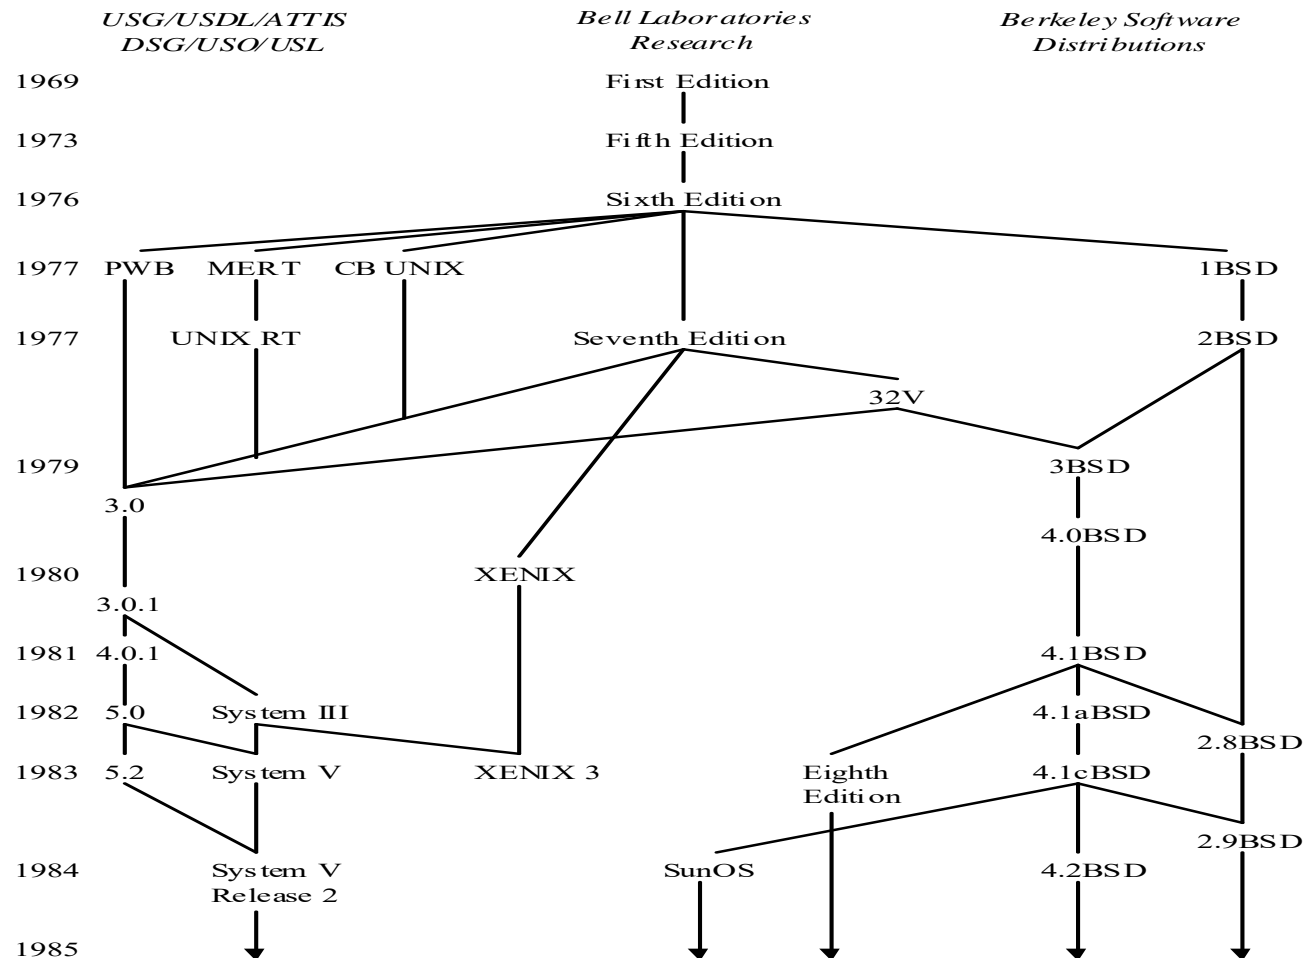 USG/USDL/ATTIS
DSG/USO/USL
Bell Laboratories
Research
Berkeley Software
Distributions
1969
First Edition
1973
Fifth Edition
1976
Sixth Edition
1977 PWB MERT CB UNIX 1BSD
1977 UNIX RT Seventh Edition 2BSD
32V
1979 3BSD
3.0
4.0BSD
1980 XENIX
3.0.1
1981 4.0.1 4.1BSD
1982 5.0 System III 4.1aBSD
2.8BSD
1983 5.2 System V XENIX 3 Eighth
Edition
4.1cBSD
2.9BSD
1984 System V
Release 2
SunOS 4.2BSD
1985